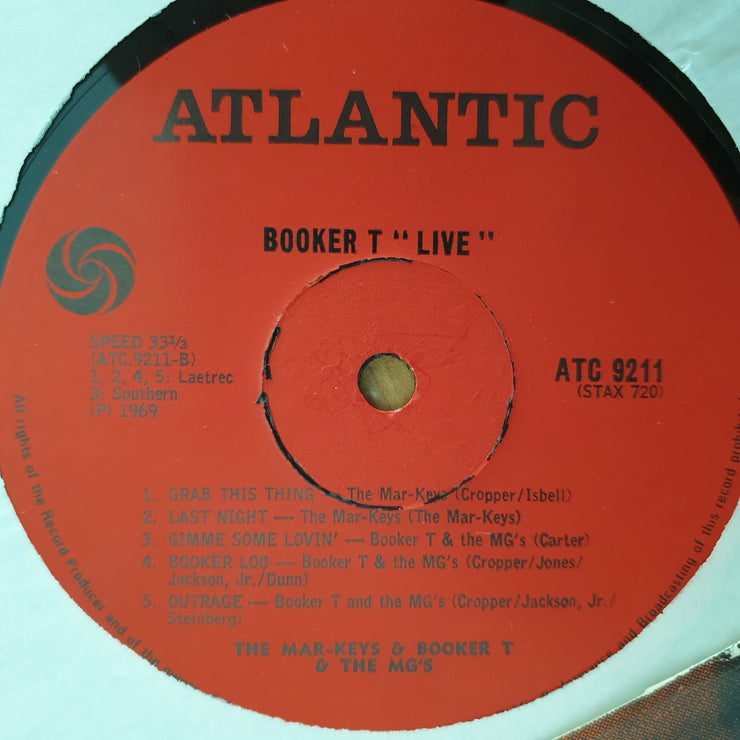 ATLANTIC
BOOKER T “LIVE”
SPEED 33⅓
(ATC.9211-B)
1, 2, 4, 5: Laetrec
3: Southern
(P) 1969
ATC 9211
(STAX 720)
1. GRAB THIS THING — The Mar-Keys (Cropper/Isbell)
2. LAST NIGHT — The Mar-Keys (The Mar-Keys)
3. GIMME SOME LOVIN' — Booker T & the MG's (Carter)
4. BOOKER LOO — Booker T & the MG's (Cropper/Jones/
Jackson, Jr./Dunn)
5. OUTRAGE — Booker T and the MG's (Cropper/Jackson, Jr./
Steinberg)
THE MAR-KEYS & BOOKER T
& THE MG'S
All rights of the Record Producer and of the
and Broadcasting of this record prohibit